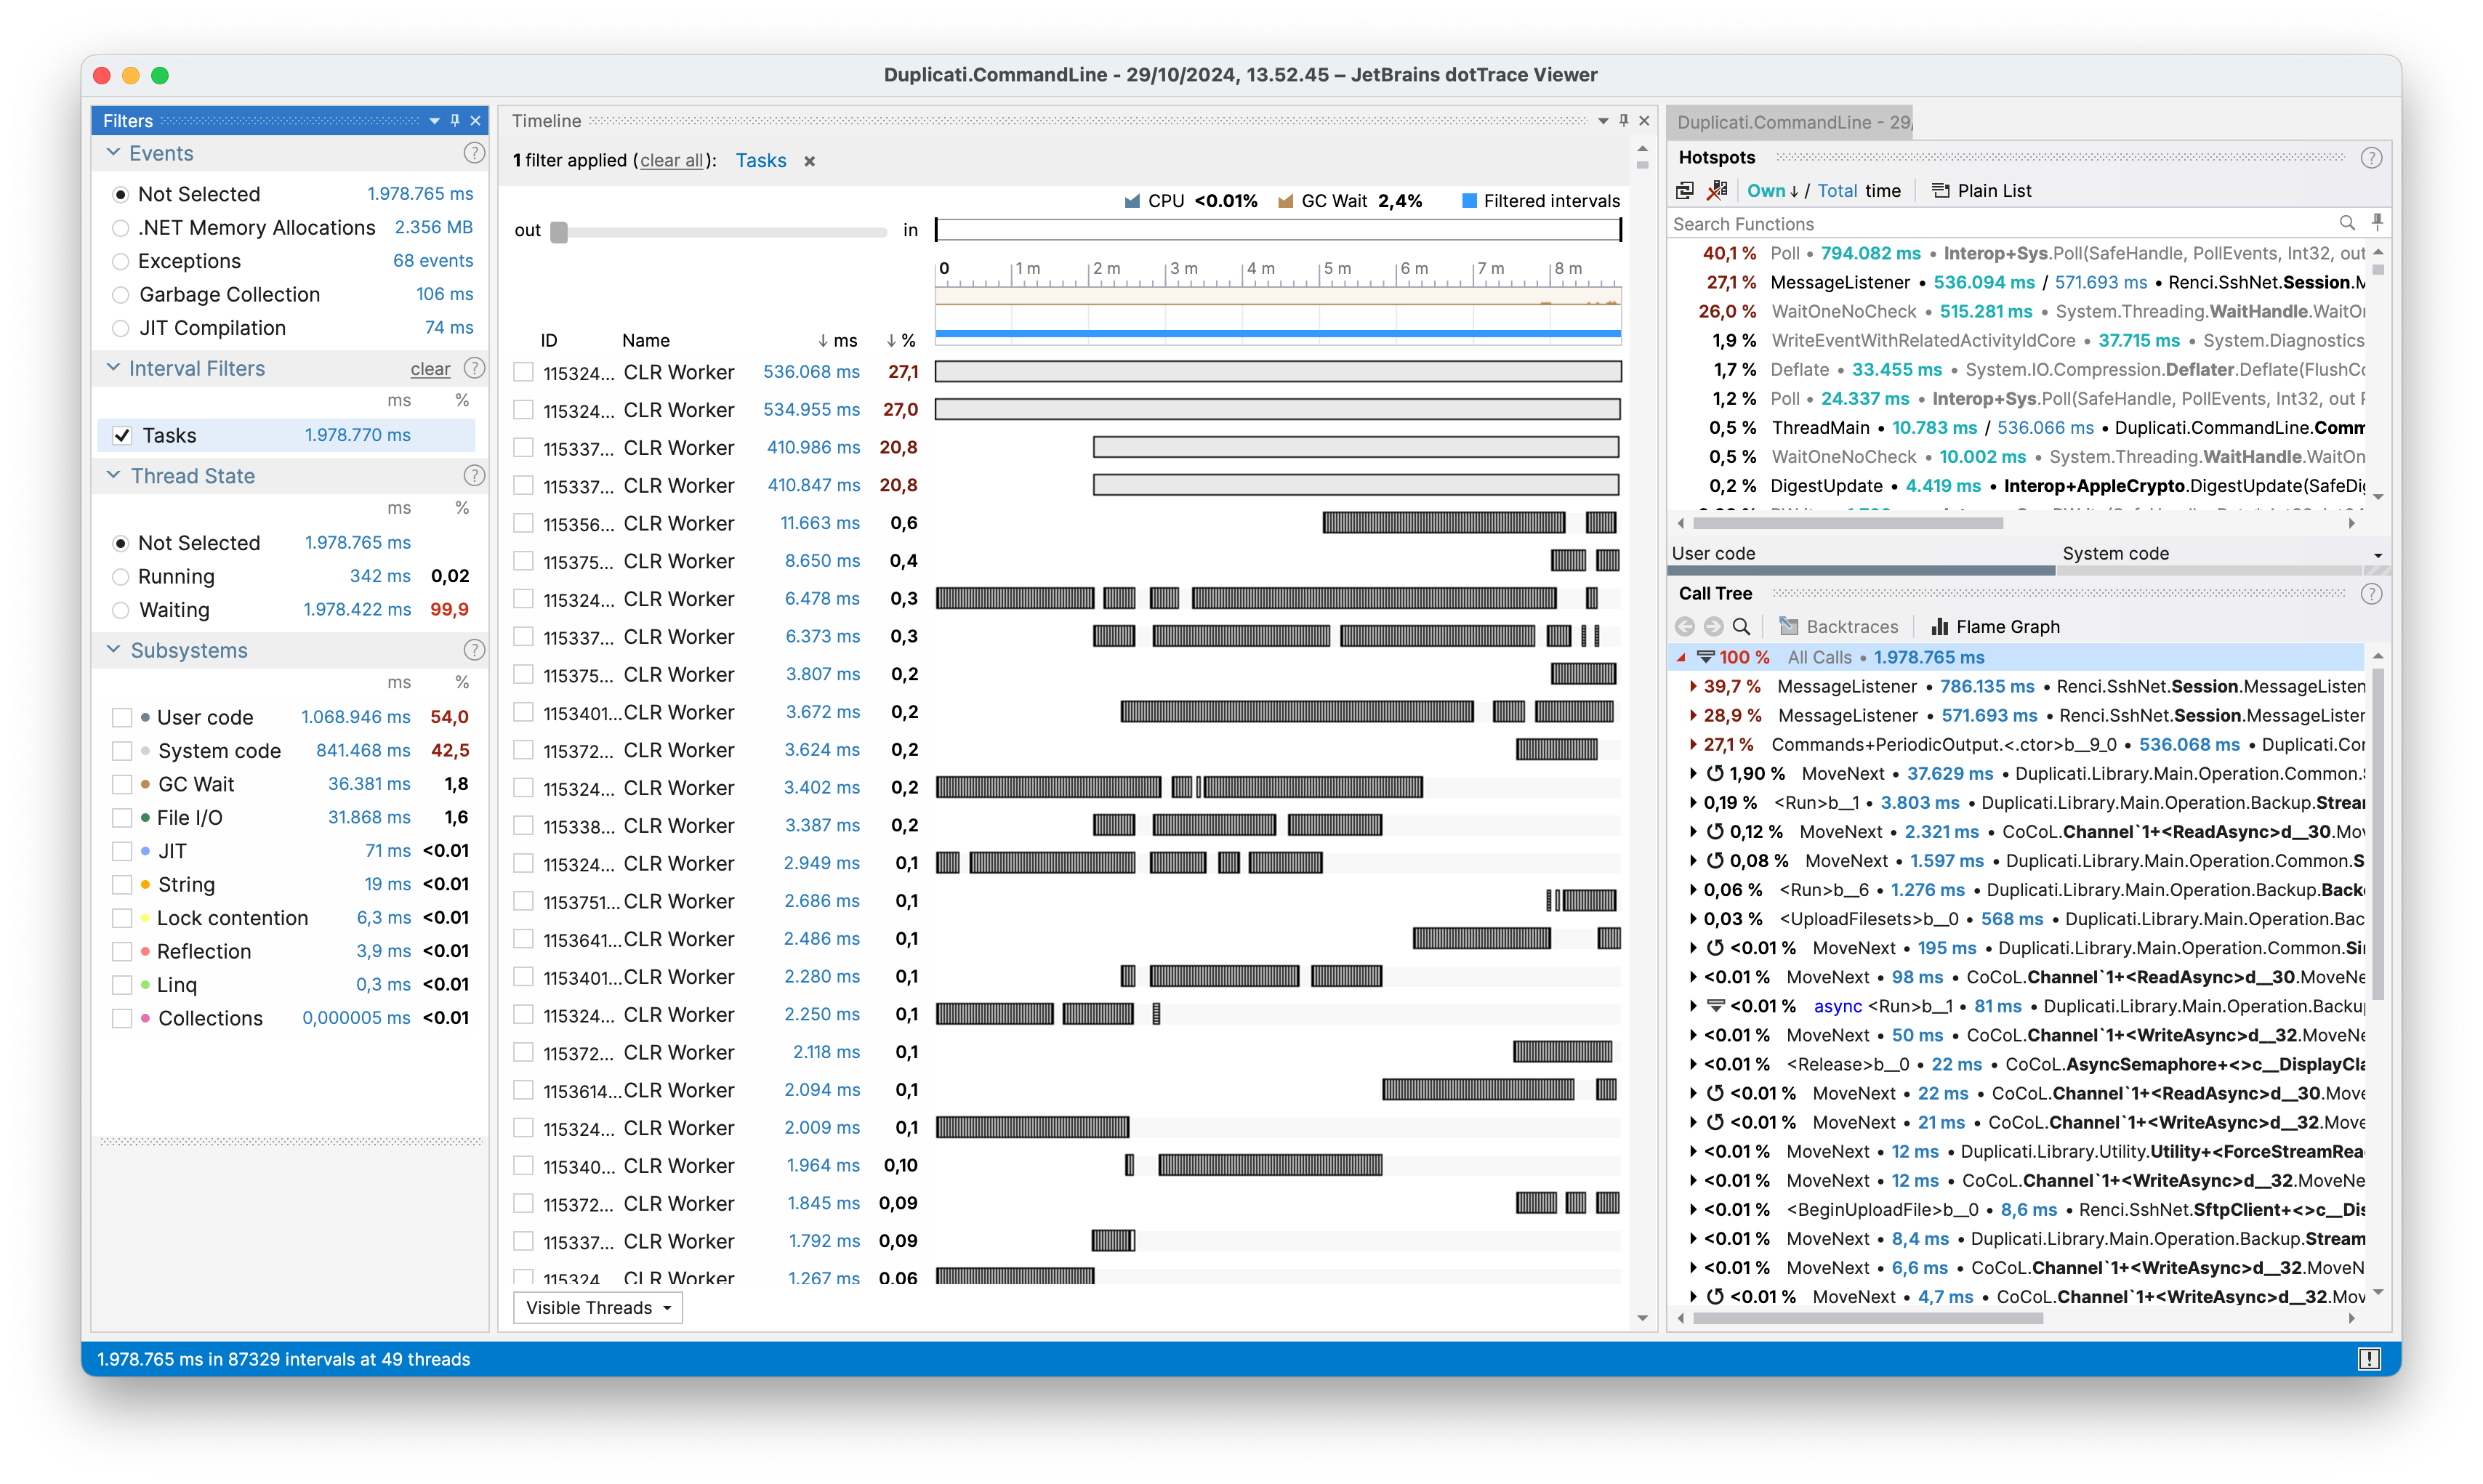 Duplicati.CommandLine - 29/10/2024, 13.52.45 – JetBrains dotTrace Viewer
Filters
Events
Not Selected 1.978.765 ms
.NET Memory Allocations 2.356 MB
Exceptions 68 events
Garbage Collection 106 ms
JIT Compilation 74 ms
Interval Filters clear
ms %
Tasks 1.978.770 ms
Thread State
ms %
Not Selected 1.978.765 ms
Running 342 ms 0,02
Waiting 1.978.422 ms 99,9
Subsystems
ms %
User code 1.068.946 ms 54,0
System code 841.468 ms 42,5
GC Wait 36.381 ms 1,8
File I/O 31.868 ms 1,6
JIT 71 ms <0.01
String 19 ms <0.01
Lock contention 6,3 ms <0.01
Reflection 3,9 ms <0.01
Linq 0,3 ms <0.01
Collections 0,000005 ms <0.01
Timeline
1 filter applied (clear all): Tasks ×
CPU <0.01% GC Wait 2,4% Filtered intervals
out in
0 1 m 2 m 3 m 4 m 5 m 6 m 7 m 8 m
ID Name ↓ ms ↓ %
115324... CLR Worker 536.068 ms 27,1
115324... CLR Worker 534.955 ms 27,0
115337... CLR Worker 410.986 ms 20,8
115337... CLR Worker 410.847 ms 20,8
115356... CLR Worker 11.663 ms 0,6
115375... CLR Worker 8.650 ms 0,4
115324... CLR Worker 6.478 ms 0,3
115337... CLR Worker 6.373 ms 0,3
115375... CLR Worker 3.807 ms 0,2
1153401... CLR Worker 3.672 ms 0,2
115372... CLR Worker 3.624 ms 0,2
115324... CLR Worker 3.402 ms 0,2
115338... CLR Worker 3.387 ms 0,2
115324... CLR Worker 2.949 ms 0,1
1153751... CLR Worker 2.686 ms 0,1
1153641... CLR Worker 2.486 ms 0,1
1153401... CLR Worker 2.280 ms 0,1
115324... CLR Worker 2.250 ms 0,1
115372... CLR Worker 2.118 ms 0,1
1153614... CLR Worker 2.094 ms 0,1
115324... CLR Worker 2.009 ms 0,1
115340... CLR Worker 1.964 ms 0,10
115372... CLR Worker 1.845 ms 0,09
115337... CLR Worker 1.792 ms 0,09
115324 CLR Worker 1.267 ms 0,06
Visible Threads
Duplicati.CommandLine - 29/
Hotspots
Own ↓ / Total time Plain List
Search Functions
40,1 % Poll • 794.082 ms • Interop+Sys.Poll(SafeHandle, PollEvents, Int32, out
27,1 % MessageListener • 536.094 ms / 571.693 ms • Renci.SshNet.Session.M
26,0 % WaitOneNoCheck • 515.281 ms • System.Threading.WaitHandle.WaitO
1,9 % WriteEventWithRelatedActivityIdCore • 37.715 ms • System.Diagnostics
1,7 % Deflate • 33.455 ms • System.IO.Compression.Deflater.Deflate(FlushCo
1,2 % Poll • 24.337 ms • Interop+Sys.Poll(SafeHandle, PollEvents, Int32, out P
0,5 % ThreadMain • 10.783 ms / 536.066 ms • Duplicati.CommandLine.Comm
0,5 % WaitOneNoCheck • 10.002 ms • System.Threading.WaitHandle.WaitOn
0,2 % DigestUpdate • 4.419 ms • Interop+AppleCrypto.DigestUpdate(SafeDig
User code System code
Call Tree
Backtraces Flame Graph
100 % All Calls • 1.978.765 ms
39,7 % MessageListener • 786.135 ms • Renci.SshNet.Session.MessageListen
28,9 % MessageListener • 571.693 ms • Renci.SshNet.Session.MessageListen
27,1 % Commands+PeriodicOutput.<.ctor>b__9_0 • 536.068 ms • Duplicati.Co
1,90 % MoveNext • 37.629 ms • Duplicati.Library.Main.Operation.Common.S
0,19 % <Run>b__1 • 3.803 ms • Duplicati.Library.Main.Operation.Backup.Strea
0,12 % MoveNext • 2.321 ms • CoCoL.Channel`1+<ReadAsync>d__30.Mov
0,08 % MoveNext • 1.597 ms • Duplicati.Library.Main.Operation.Common.S
0,06 % <Run>b__6 • 1.276 ms • Duplicati.Library.Main.Operation.Backup.Back
0,03 % <UploadFilesets>b__0 • 568 ms • Duplicati.Library.Main.Operation.Bac
<0.01 % MoveNext • 195 ms • Duplicati.Library.Main.Operation.Common.Si
<0.01 % MoveNext • 98 ms • CoCoL.Channel`1+<ReadAsync>d__30.MoveNe
<0.01 % async <Run>b__1 • 81 ms • Duplicati.Library.Main.Operation.Backup
<0.01 % MoveNext • 50 ms • CoCoL.Channel`1+<WriteAsync>d__32.MoveNe
<0.01 % <Release>b__0 • 22 ms • CoCoL.AsyncSemaphore+<>c__DisplayCla
<0.01 % MoveNext • 22 ms • CoCoL.Channel`1+<ReadAsync>d__30.Move
<0.01 % MoveNext • 21 ms • CoCoL.Channel`1+<WriteAsync>d__32.Move
<0.01 % MoveNext • 12 ms • Duplicati.Library.Utility.Utility+<ForceStreamRea
<0.01 % MoveNext • 12 ms • CoCoL.Channel`1+<WriteAsync>d__32.MoveNe
<0.01 % <BeginUploadFile>b__0 • 8,6 ms • Renci.SshNet.SftpClient+<>c__Dis
<0.01 % MoveNext • 8,4 ms • Duplicati.Library.Main.Operation.Backup.Stream
<0.01 % MoveNext • 6,6 ms • CoCoL.Channel`1+<WriteAsync>d__32.MoveN
<0.01 % MoveNext • 4,7 ms • CoCoL.Channel`1+<WriteAsync>d__32.Mov
1.978.765 ms in 87329 intervals at 49 threads